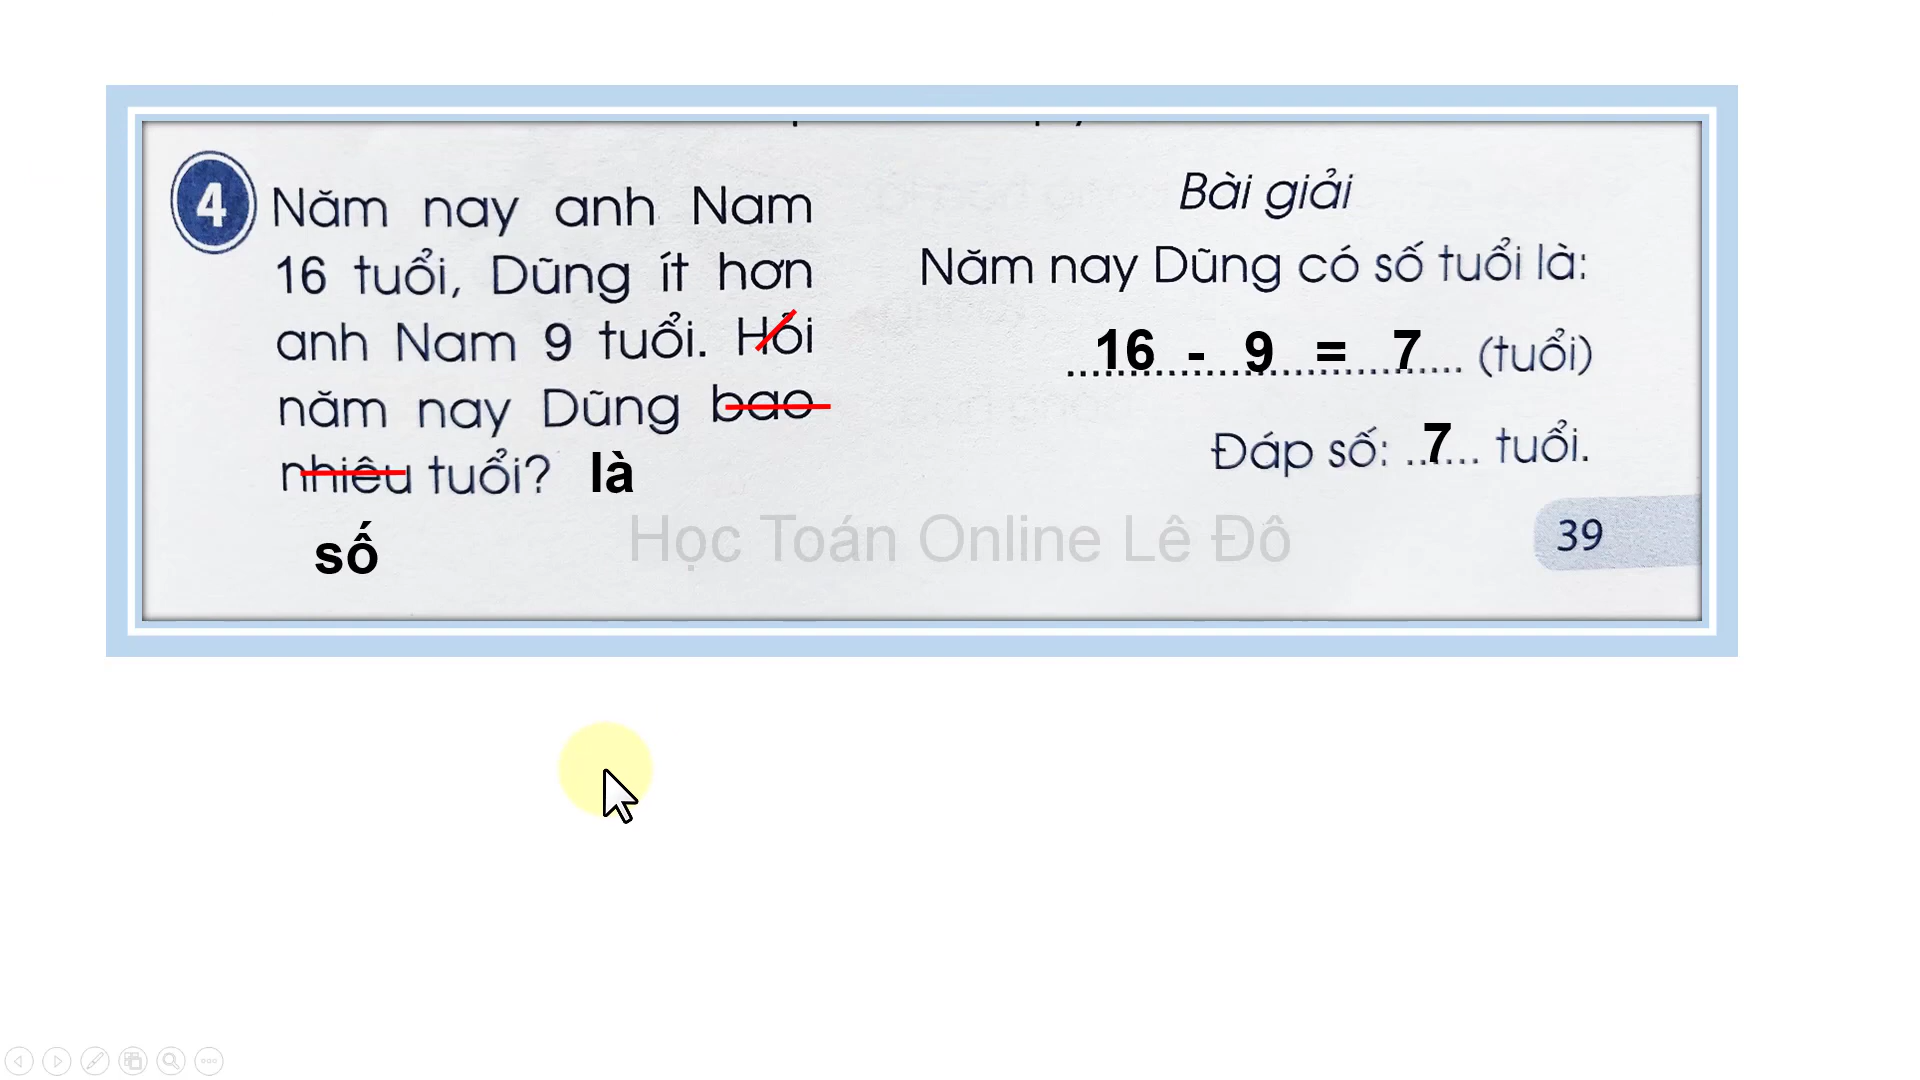 4
Năm nay anh Nam
16 tuổi, Dũng ít hơn
anh Nam 9 tuổi. Hỏi
năm nay Dũng bao
nhiêu tuổi? là
số
Bài giải
Năm nay Dũng có số tuổi là:
16 - 9 = 7 (tuổi)
Đáp số: 7 tuổi.
Học Toán Online Lê Đô
39